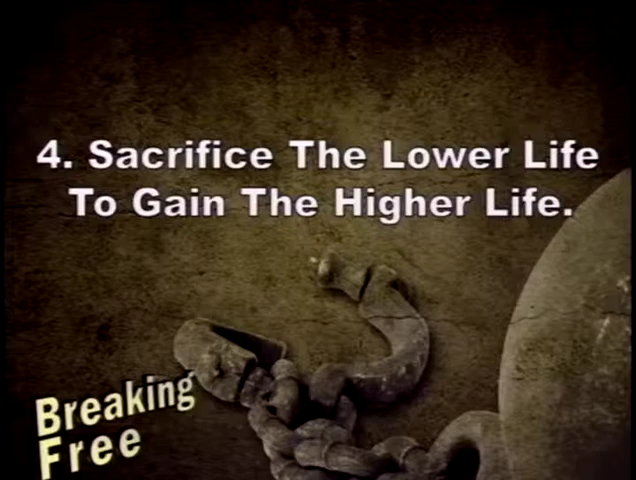 4. Sacrifice The Lower Life
To Gain The Higher Life.
Breaking
Free